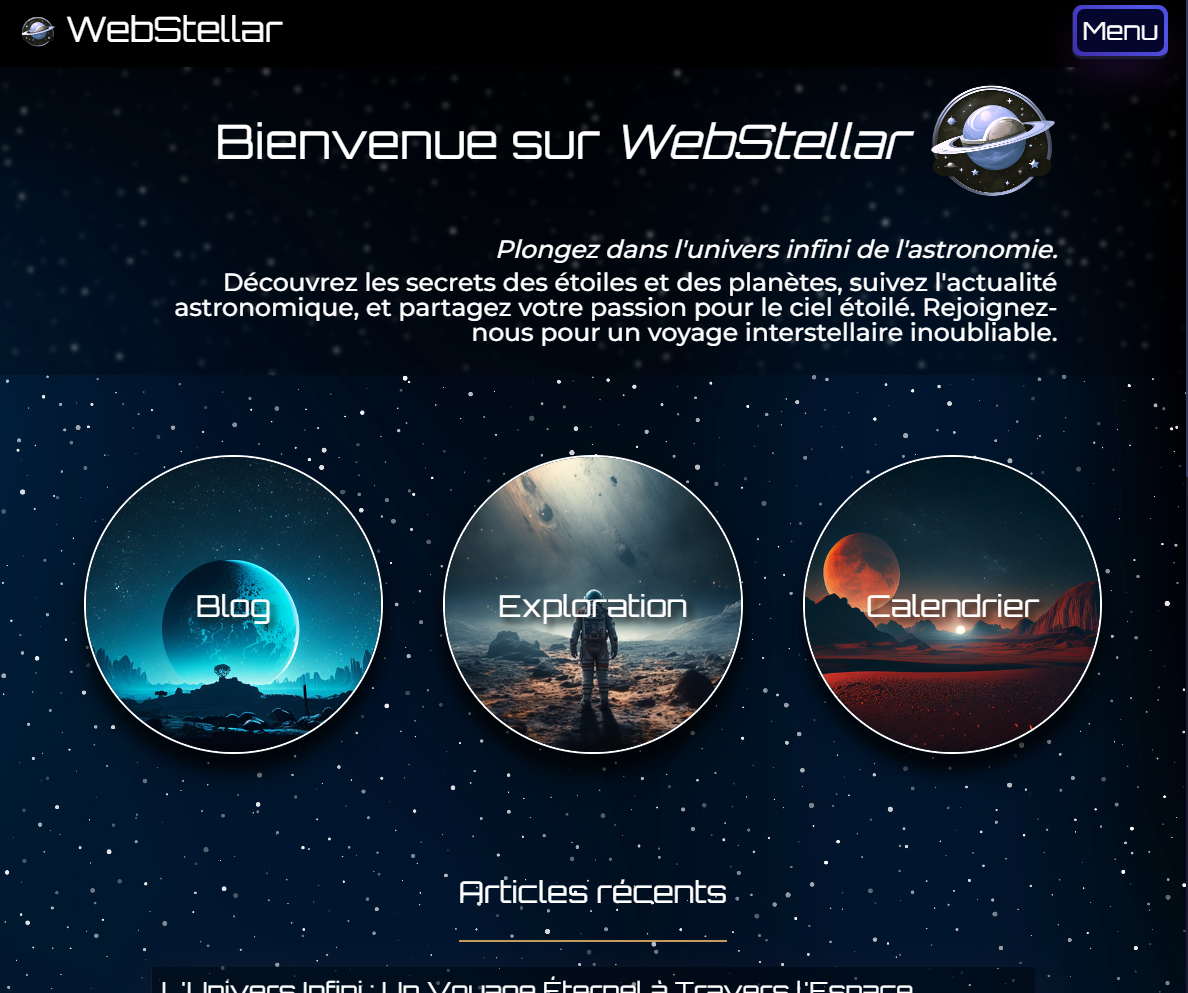 WebStellar
Menu
Bienvenue sur WebStellar
Plongez dans l'univers infini de l'astronomie.
Découvrez les secrets des étoiles et des planètes, suivez l'actualité
astronomique, et partagez votre passion pour le ciel étoilé. Rejoignez-
nous pour un voyage interstellaire inoubliable.
Blog
Exploration
Calendrier
Articles récents
L'Univers Infini : Un Voyage Éternel à Travers l'Espace